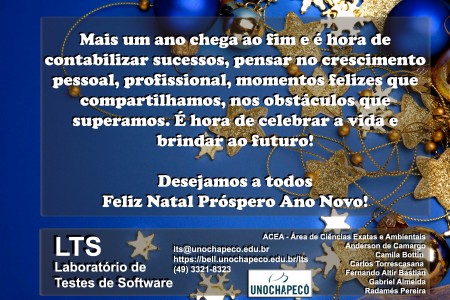 Mais um ano chega ao fim e é hora de
contabilizar sucessos, pensar no crescimento
pessoal, profissional, momentos felizes que
compartilhamos, nos obstáculos que
superamos. É hora de celebrar a vida e
brindar ao futuro!
Desejamos a todos
Feliz Natal Próspero Ano Novo!
LTS
Laboratório de
Testes de Software
lts@unochapeco.edu.br
https://bell.unochapeco.edu.br/lts
(49) 3321-8323
UNOCHAPECÓ
ACEA - Área de Ciências Exatas e Ambientais
Anderson de Camargo
Camila Bottin
Carlos Torrescasana
Fernando Altir Bastian
Gabriel Almeida
Radamés Pereira